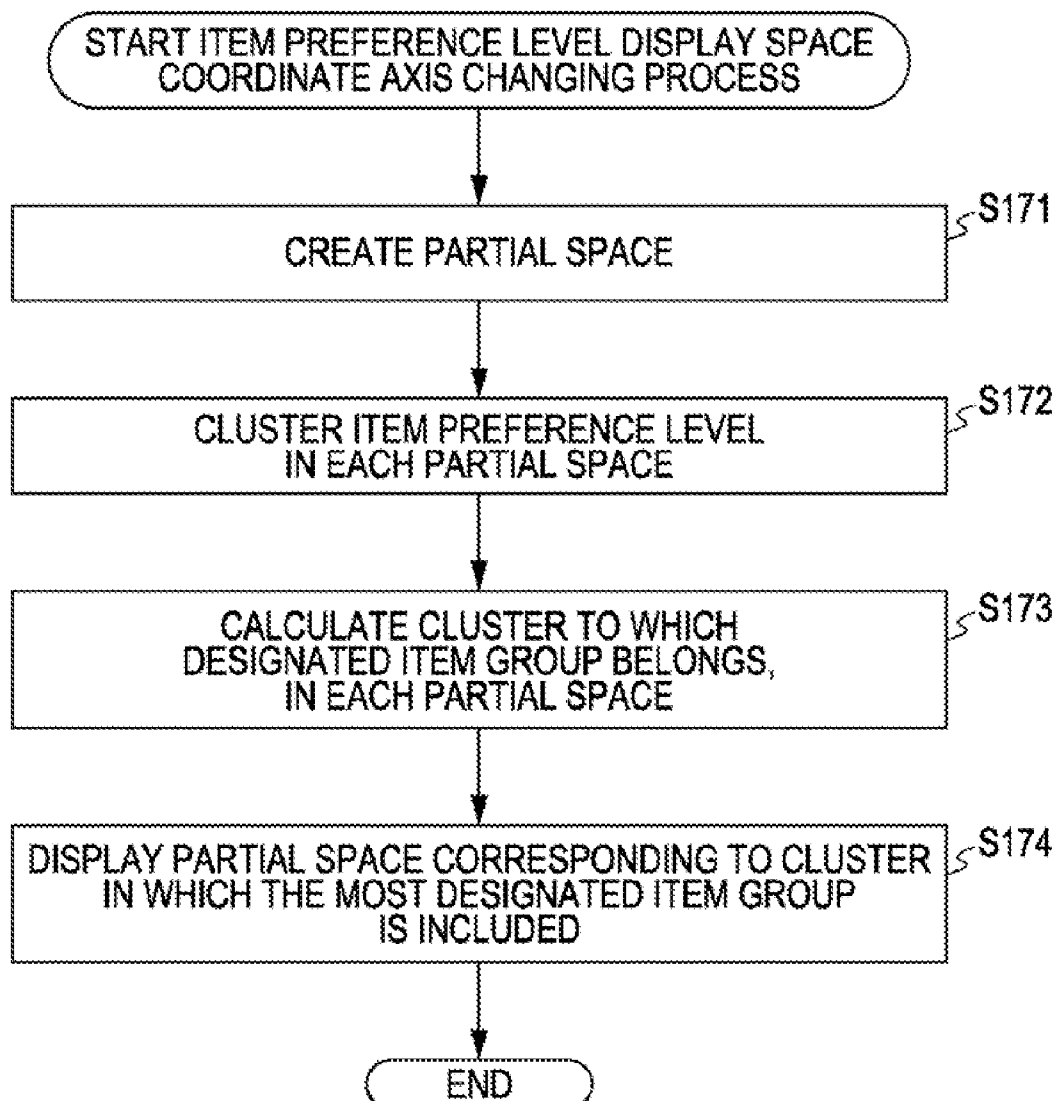 START ITEM PREFERENCE LEVEL DISPLAY SPACE
COORDINATE AXIS CHANGING PROCESS
S171
CREATE PARTIAL SPACE
S172
CLUSTER ITEM PREFERENCE LEVEL
IN EACH PARTIAL SPACE
S173
CALCULATE CLUSTER TO WHICH
DESIGNATED ITEM GROUP BELONGS,
IN EACH PARTIAL SPACE
S174
DISPLAY PARTIAL SPACE CORRESPONDING TO CLUSTER
IN WHICH THE MOST DESIGNATED ITEM GROUP
IS INCLUDED
END